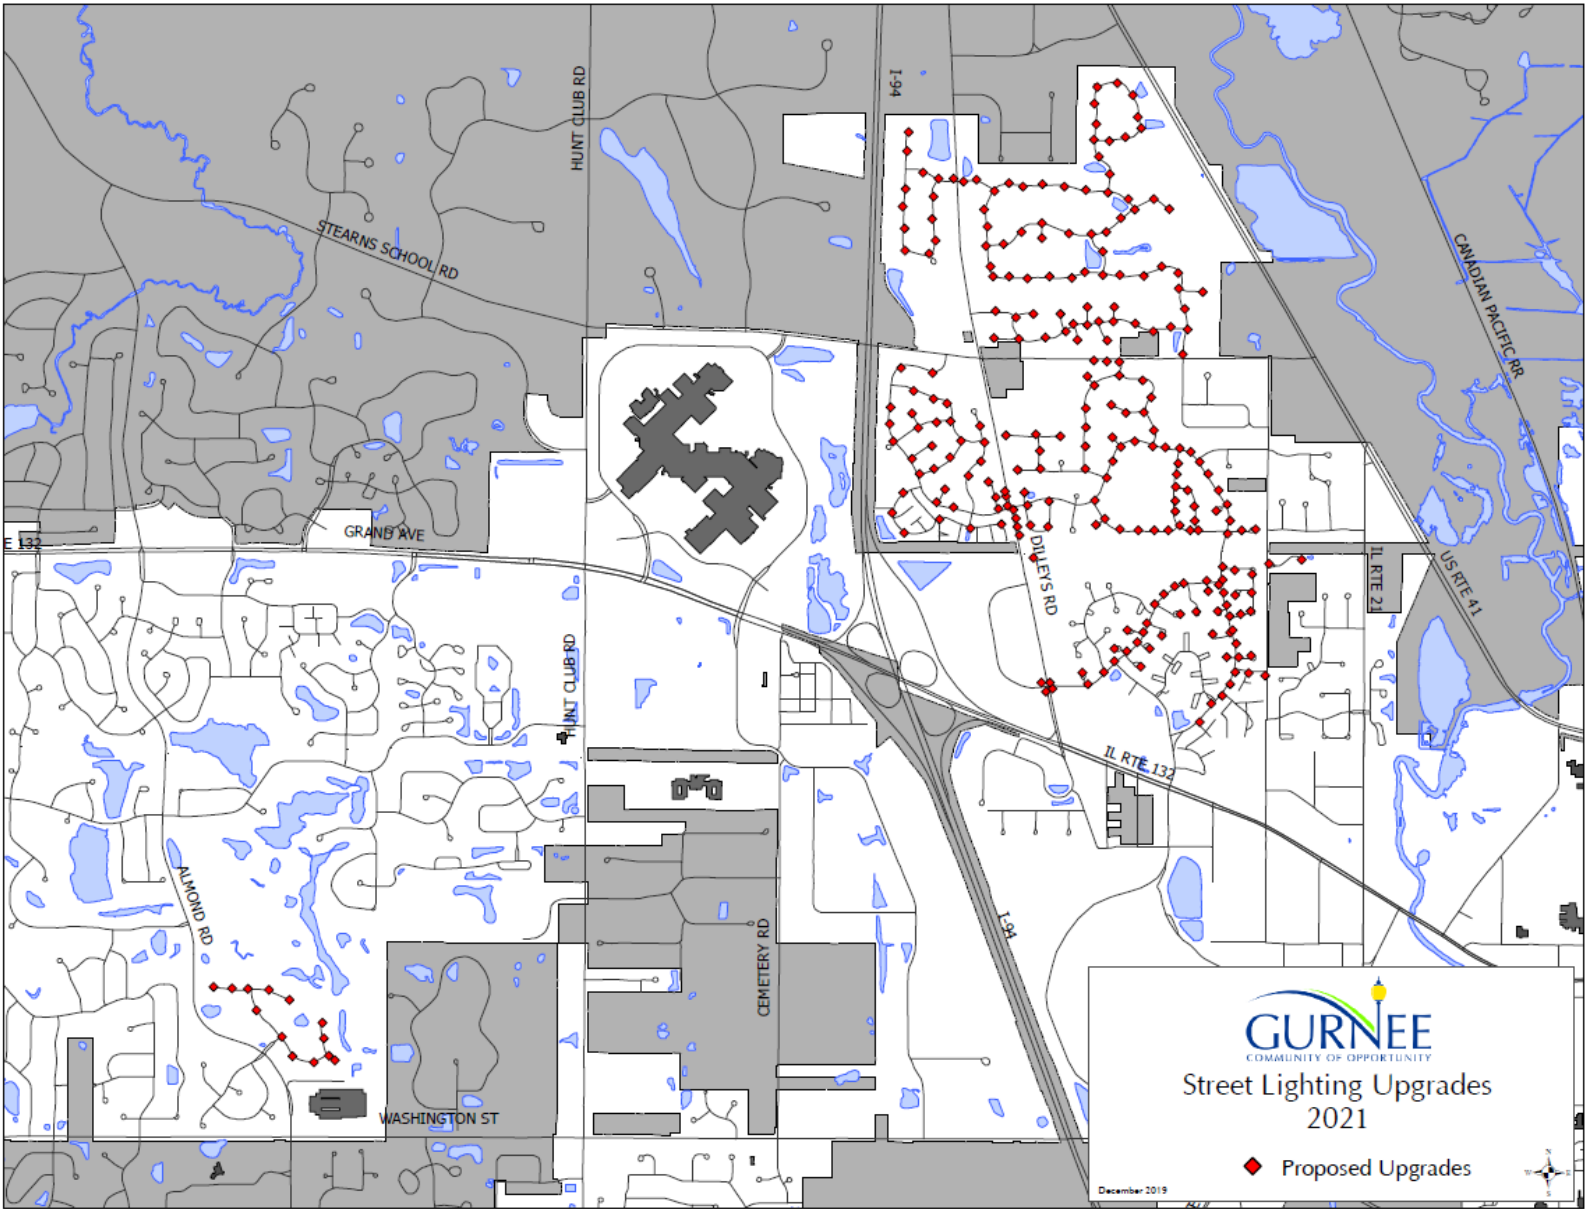 HUNT CLUB RD
I-94
STEARNS SCHOOL RD
CANADIAN PACIFIC RR
GRAND AVE
E 132
DILLEYS RD
IL RTE 21
US RTE 41
HUNT CLUB RD
IL RTE 132
ALMOND RD
CEMETERY RD
I-94
WASHINGTON ST
GURNEE
COMMUNITY OF OPPORTUNITY
Street Lighting Upgrades
2021
Proposed Upgrades
December 2019
N
W
E
S